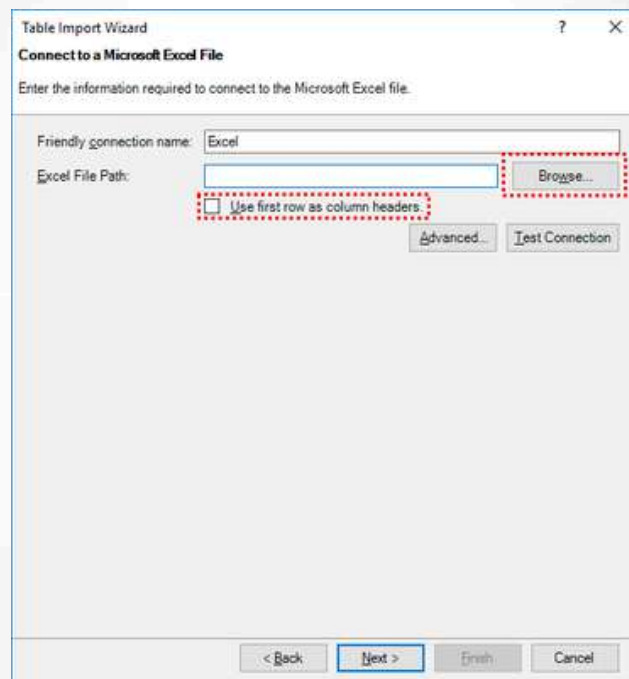 Table Import Wizard ? X
Connect to a Microsoft Excel File
Enter the information required to connect to the Microsoft Excel file.
Friendly connection name: Excel
Excel File Path: Browse...
Use first row as column headers.
Advanced... Test Connection
< Back Next > Finish Cancel